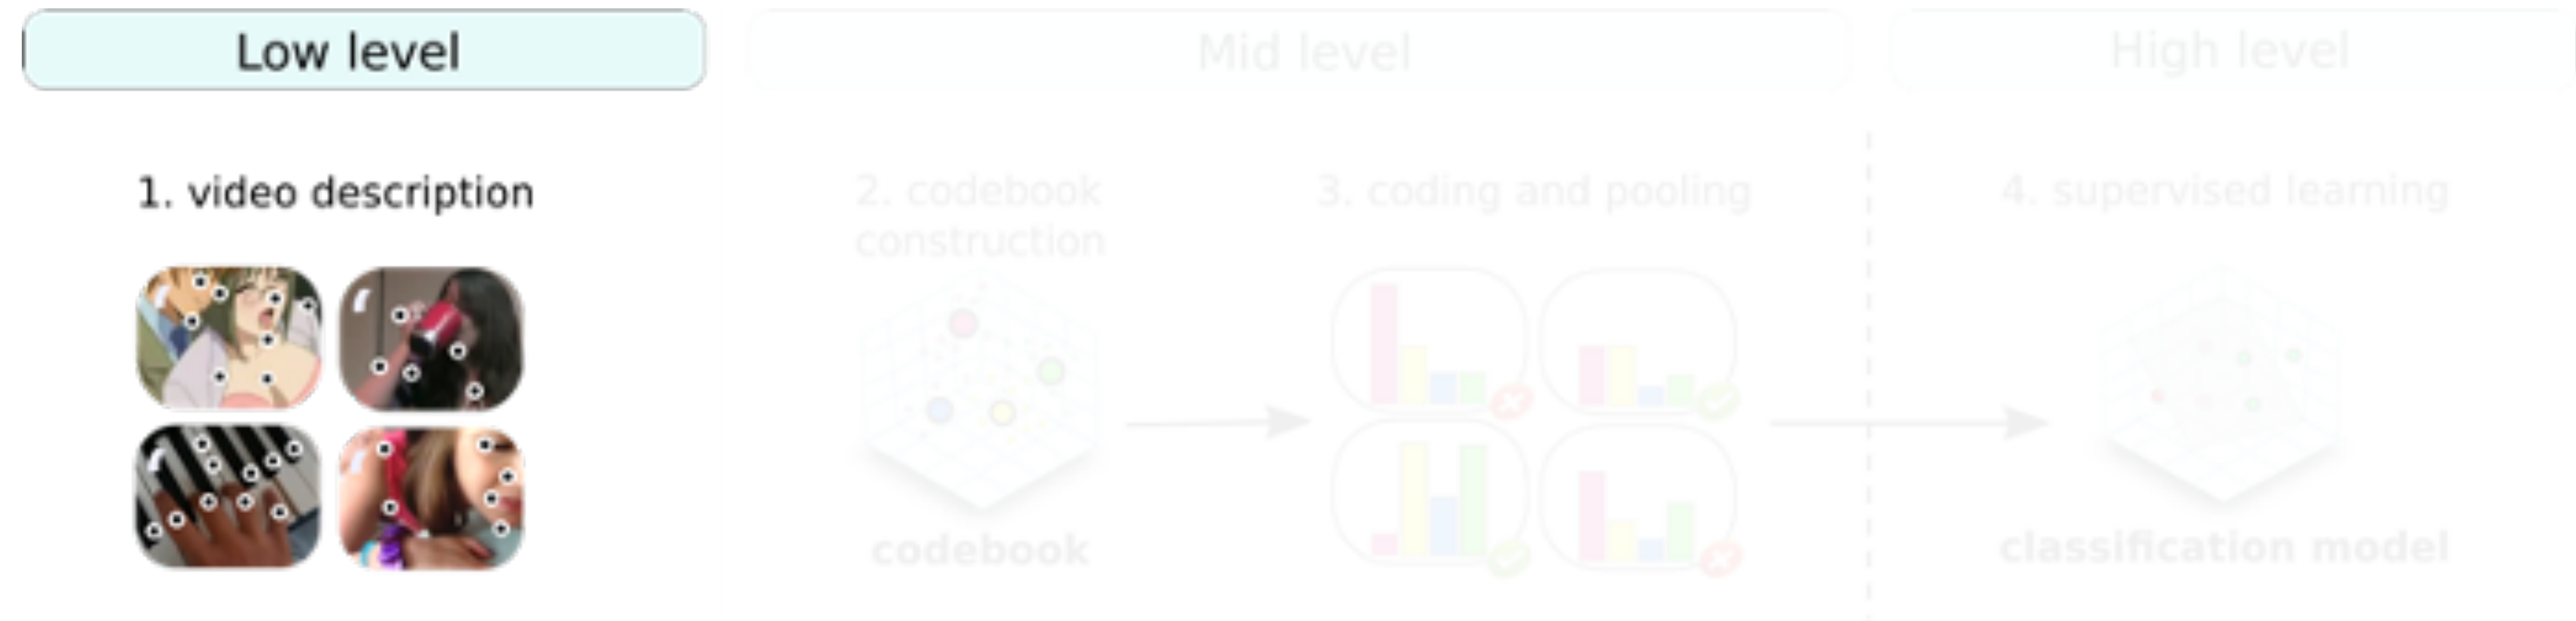 Low level
Mid level
High level
1. video description
2. codebook
construction
3. coding and pooling
4. supervised learning
codebook
classification model